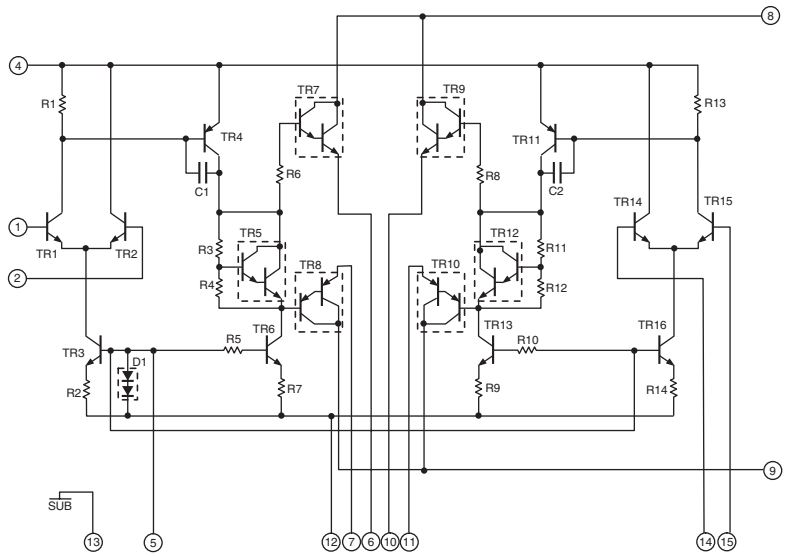 8
4
TR7
TR9
R1
R13
TR4
TR11
R6
R8
C1
C2
TR14
TR15
1
TR1
TR2
R3
TR5
TR12
R11
2
R4
TR8
TR10
R12
TR3
R5
TR6
TR13
R10
TR16
D1
R2
R7
R9
R14
9
SUB
13
5
12
7
6
10
11
14
15